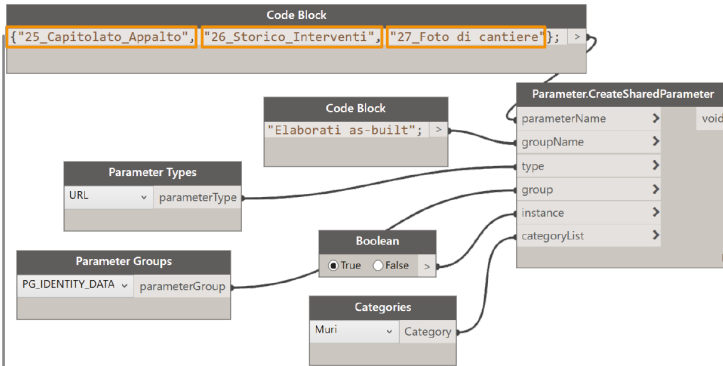 Code Block
{"25_Capitolato_Appalto", "26_Storico_Interventi", "27_Foto di cantiere"}; >
Parameter.CreateSharedParameter
parameterName > void
groupName >
type >
group >
instance >
categoryList >
Code Block
"Elaborati as-built"; >
Parameter Types
URL parameterType
Parameter Groups
PG_IDENTITY_DATA parameterGroup
Boolean
True False >
Categories
Muri Category